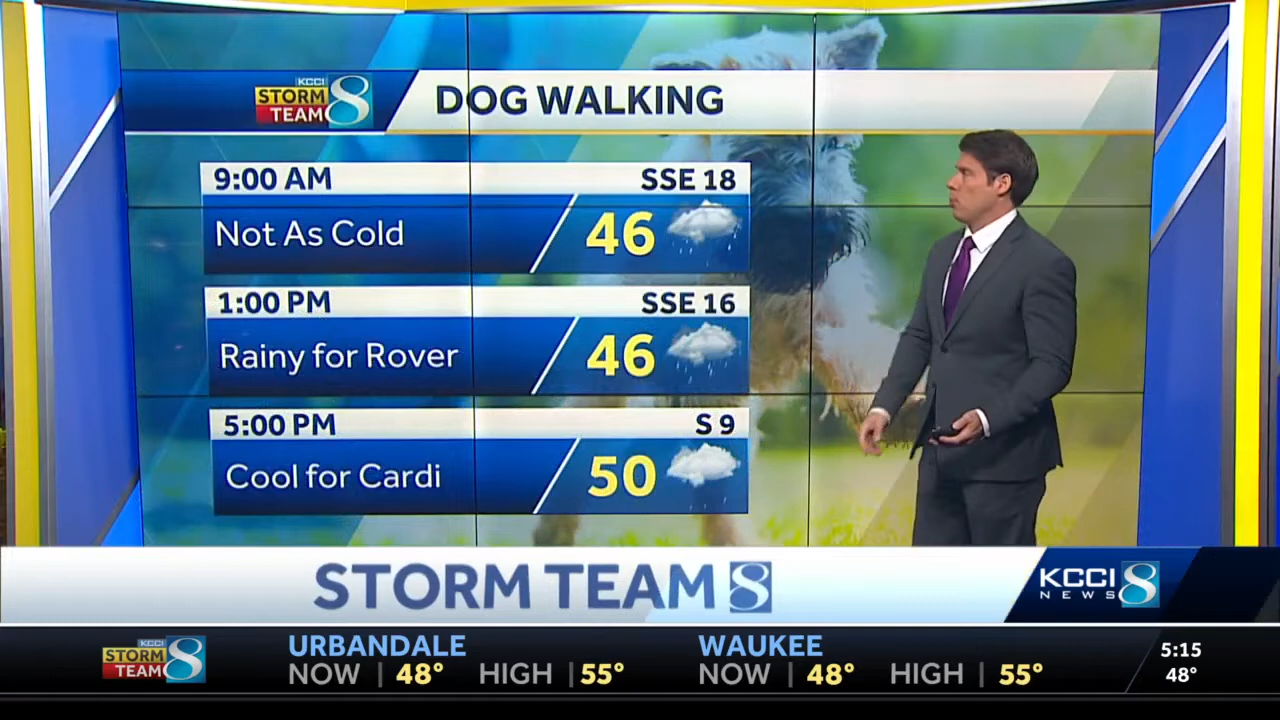 KCCI
STORM
TEAM 8
DOG WALKING
9:00 AM SSE 18
Not As Cold 46
1:00 PM SSE 16
Rainy for Rover 46
5:00 PM S 9
Cool for Cardi 50
STORM TEAM 8
KCCI 8
NEWS
KCCI
STORM
TEAM 8
URBANDALE
NOW | 48° HIGH | 55°
WAUKEE
NOW | 48° HIGH | 55°
5:15
48°